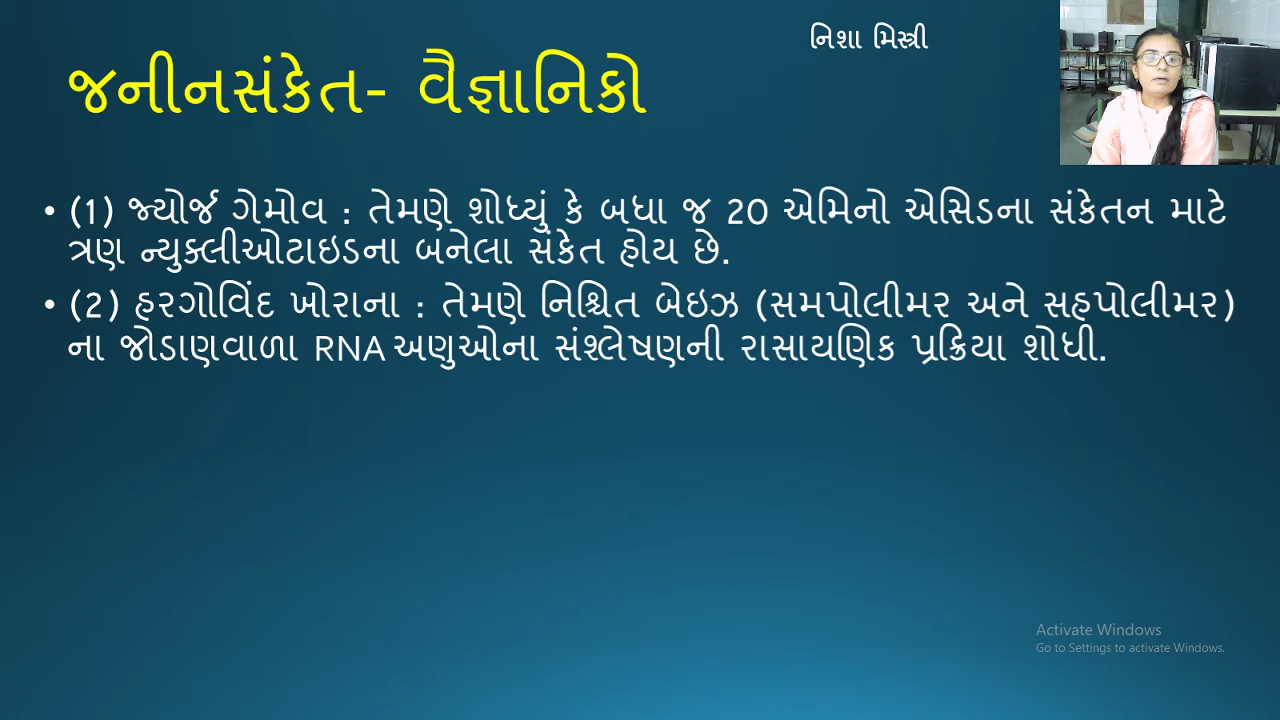 નિશા મિસ્ત્રી
જનીનસંકેત- વૈજ્ઞાનિકો
• (1) જ્યોર્જ ગેમોવ : તેમણે શોધ્યું કે બધા જ 20 એમિનો એસિડના સંકેતન માટે
ત્રણ ન્યુક્લીઓટાઇડના બનેલા સંકેત હોય છે.
• (2) હરગોવિંદ ખોરાના : તેમણે નિશ્ચિત બેઇઝ (સમપોલીમર અને સહપોલીમર)
ના જોડાણવાળા RNA અણુઓના સંશ્લેષણની રાસાયણિક પ્રક્રિયા શોધી.
Activate Windows
Go to Settings to activate Windows.